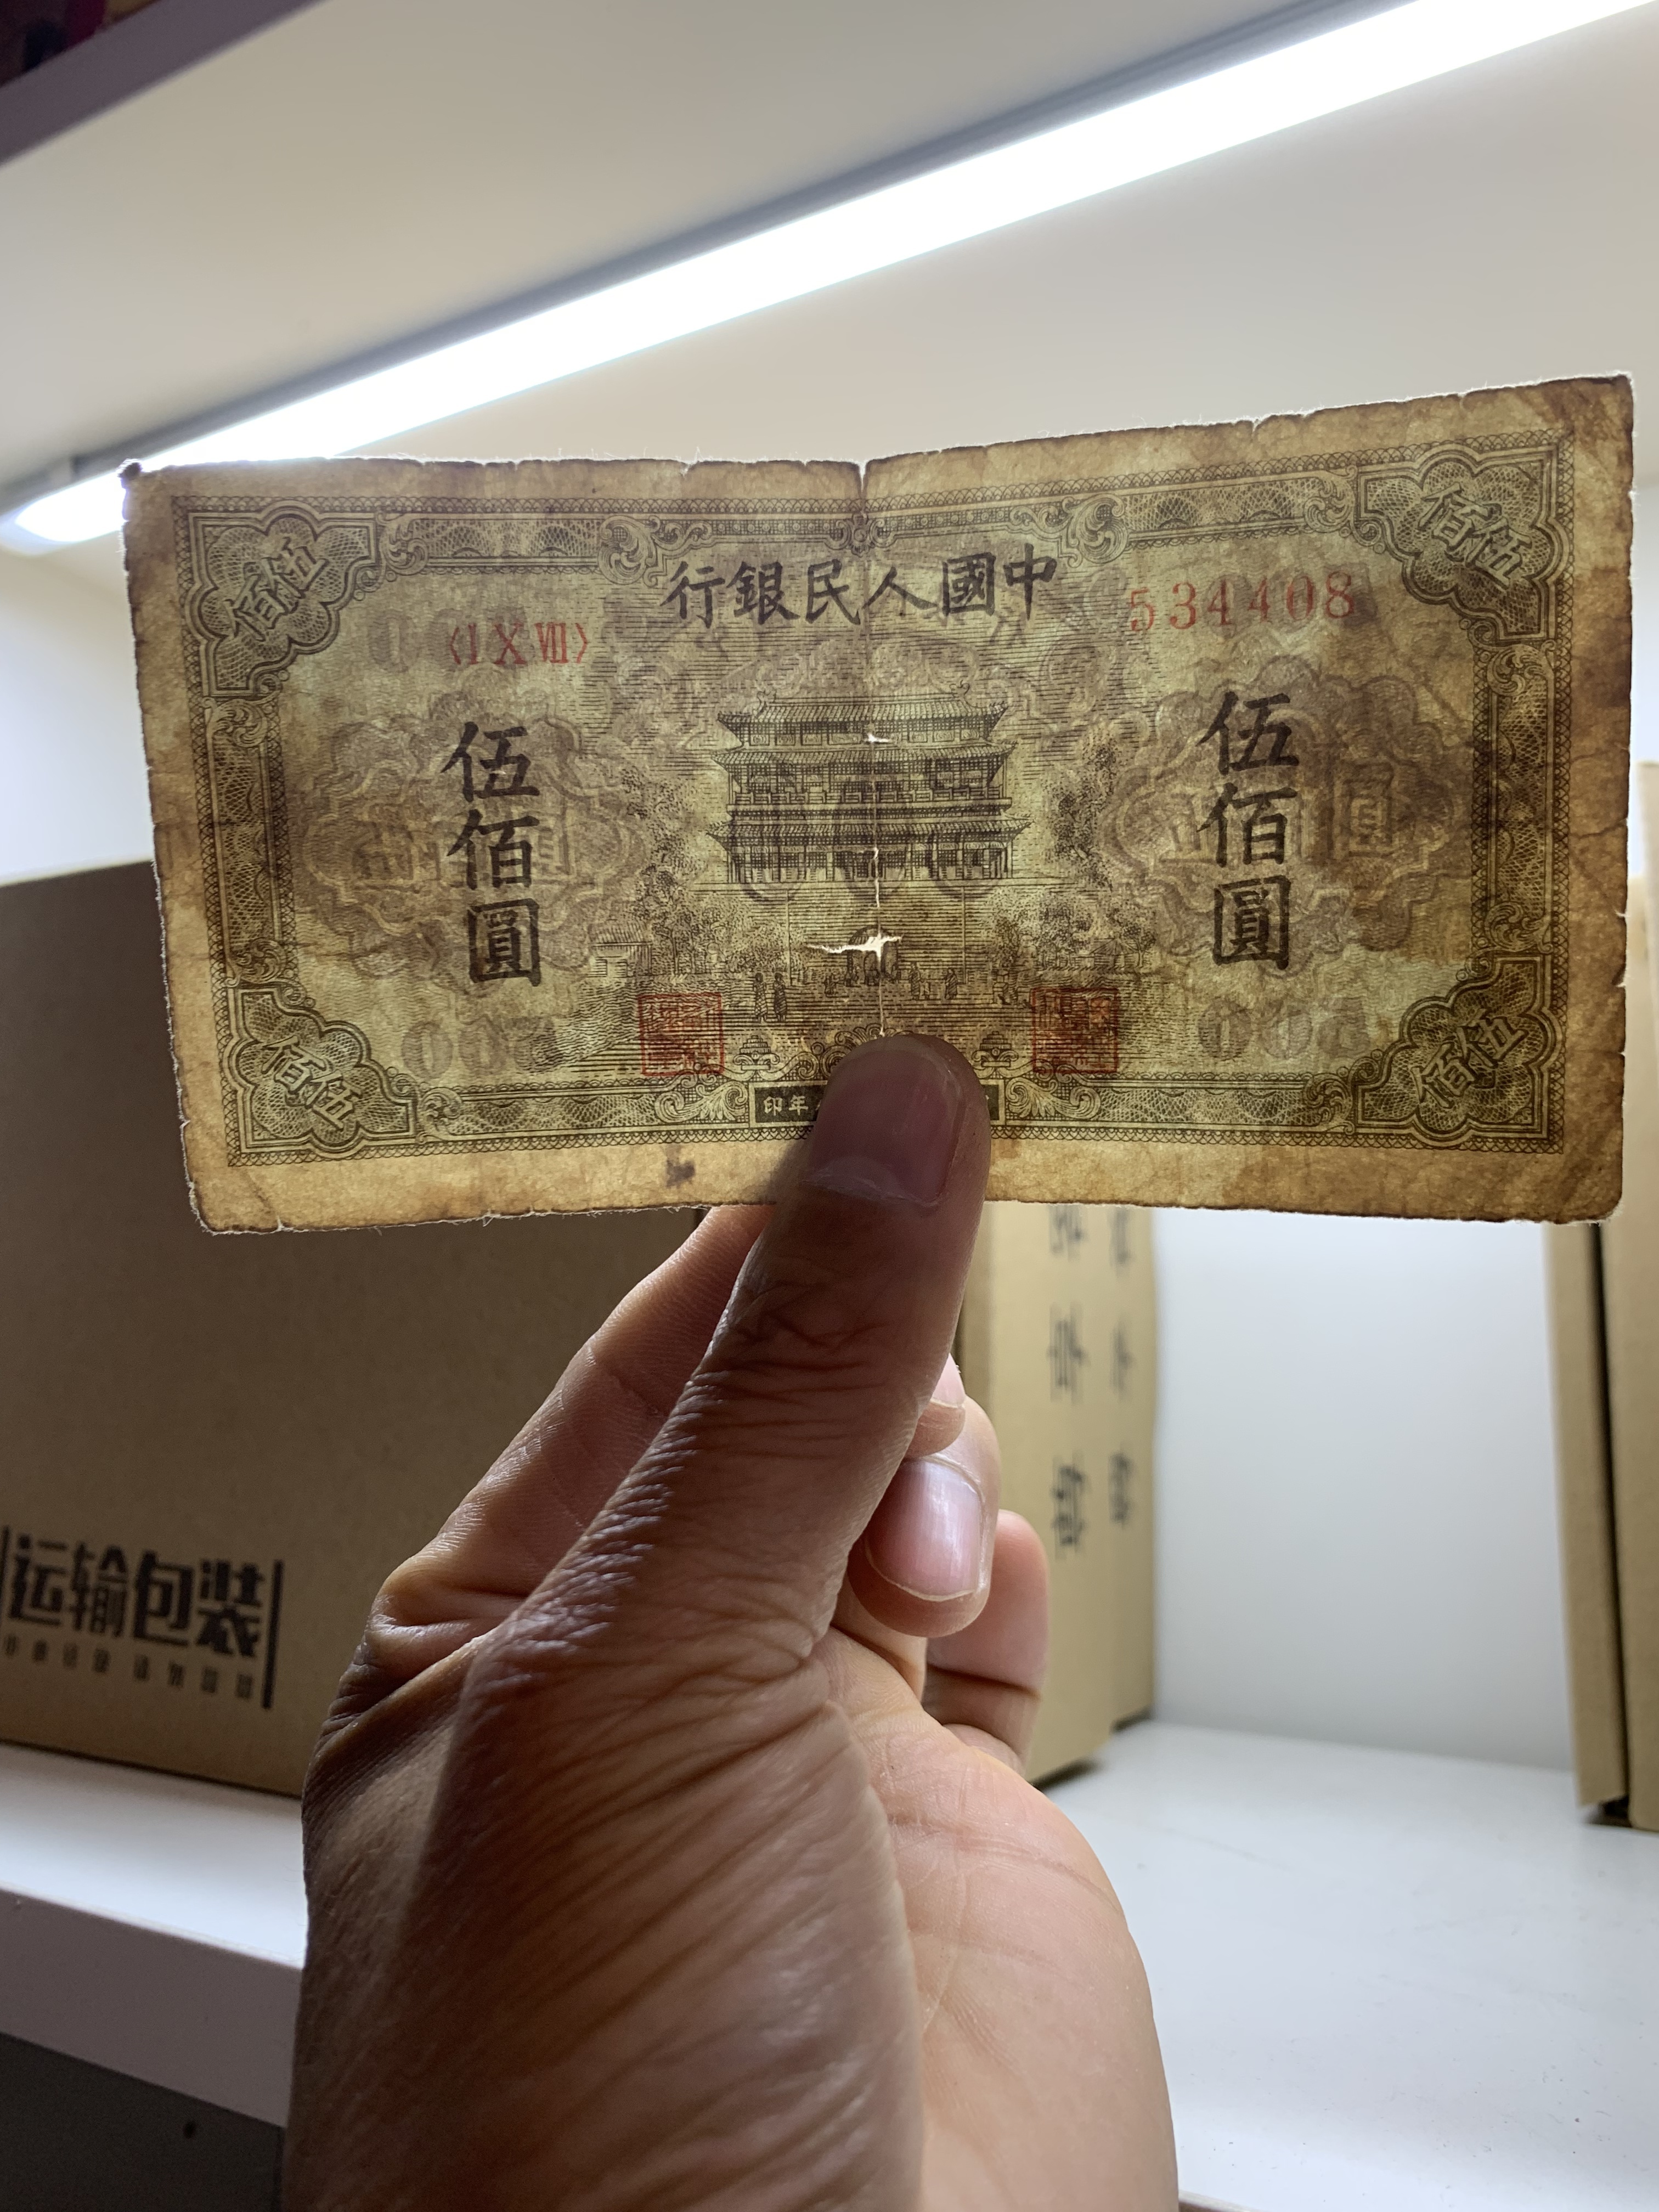 伍佰
伍佰
中國人民銀行
534408
〈I X VIII〉
伍佰圓
伍佰圓
伍佰
伍佰
年印
运输包装